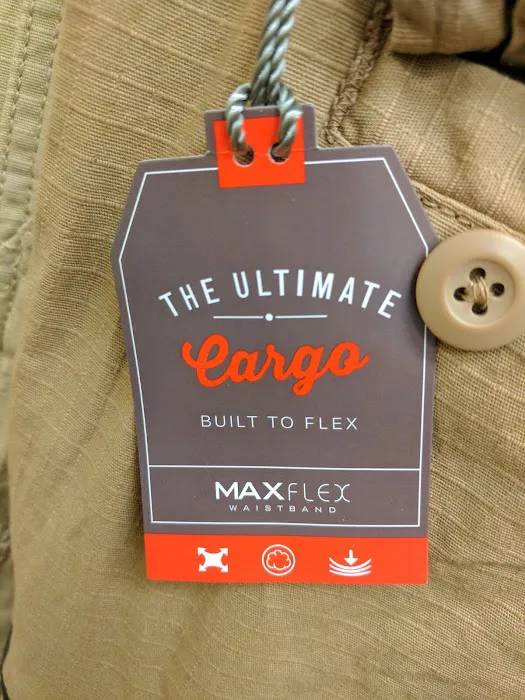 THE ULTIMATE
Cargo
BUILT TO FLEX
MAXFLEX
WAISTBAND